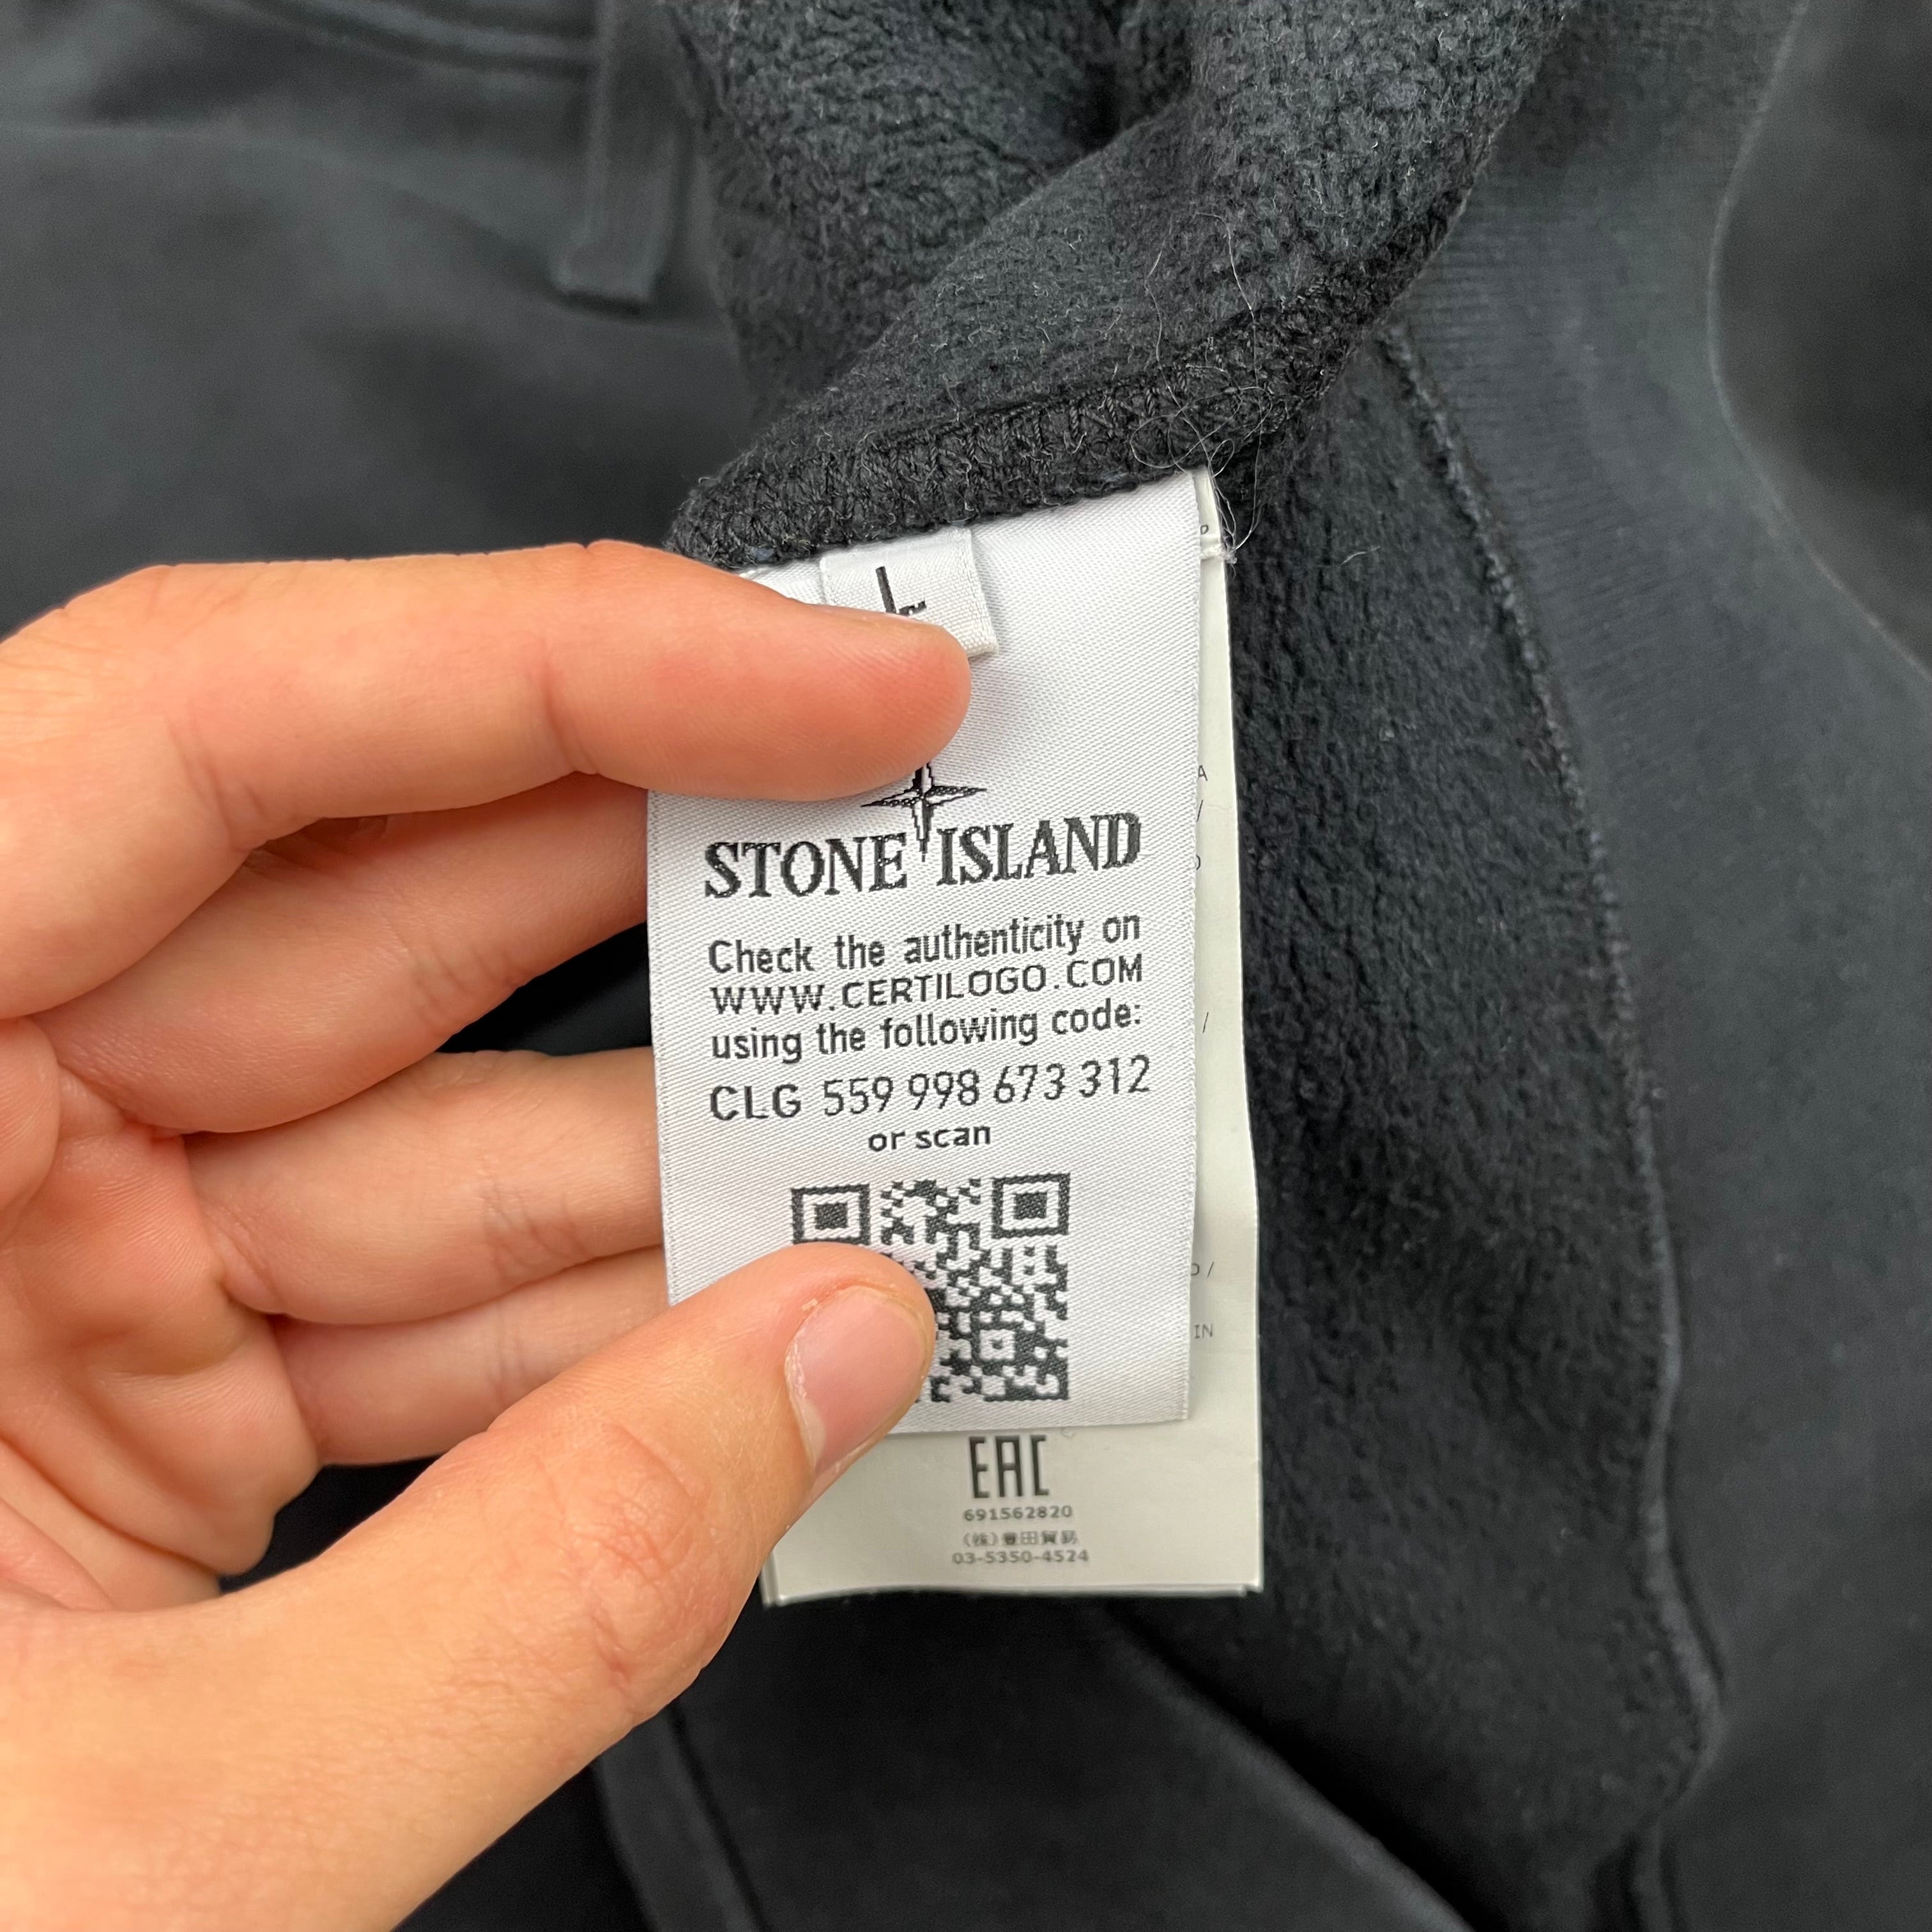 L
STONE ISLAND
Check the authenticity on
WWW.CERTILOGO.COM
using the following code:
CLG 559 998 673 312
or scan
EAC
691562820
(株)豊田貿易
03-5350-4524
IN